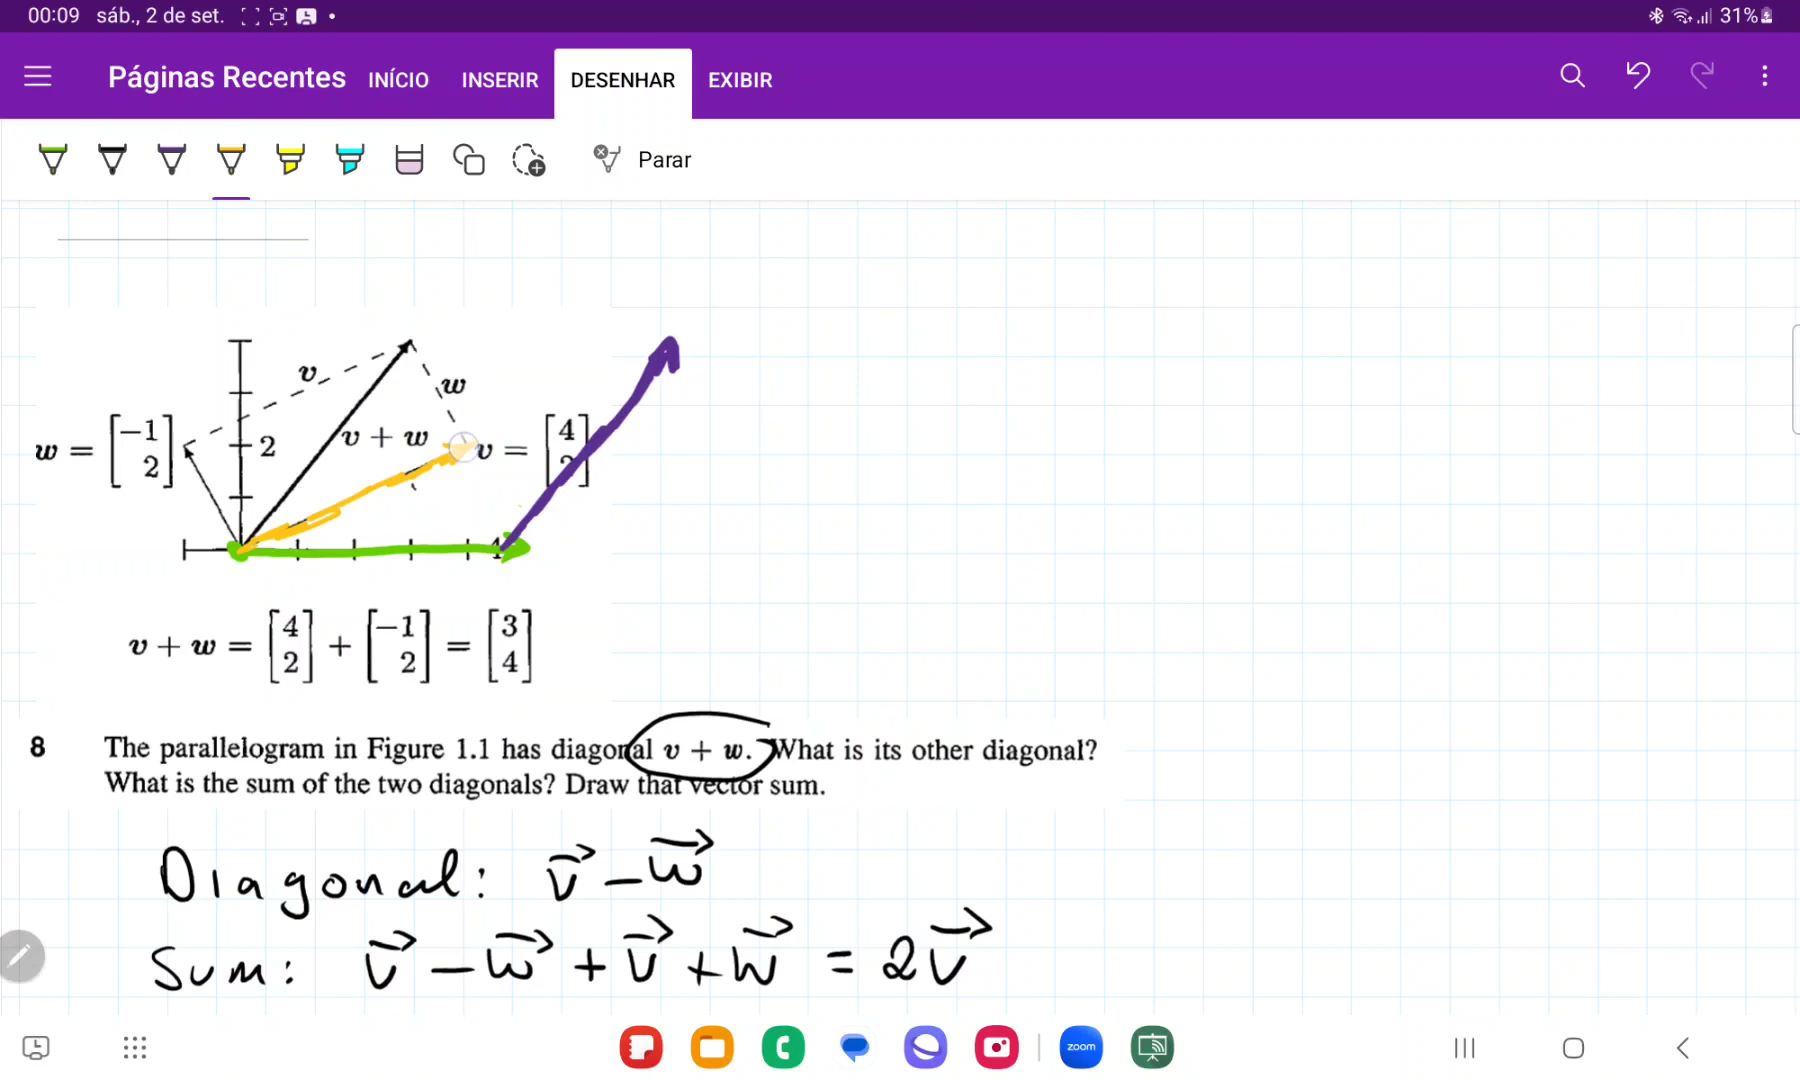 00:09 sáb., 2 de set. 31%
Páginas Recentes INÍCIO INSERIR DESENHAR EXIBIR
Parar
v
w
w = [−1 2] 2 v + w v = [4 2]
4
v + w = [4 2] + [−1 2] = [3 4]
8 The parallelogram in Figure 1.1 has diagonal v + w. What is its other diagonal?
What is the sum of the two diagonals? Draw that vector sum.
Diagonal: v⃗ − w⃗
Sum: v⃗ − w⃗ + v⃗ + w⃗ = 2v⃗
zoom